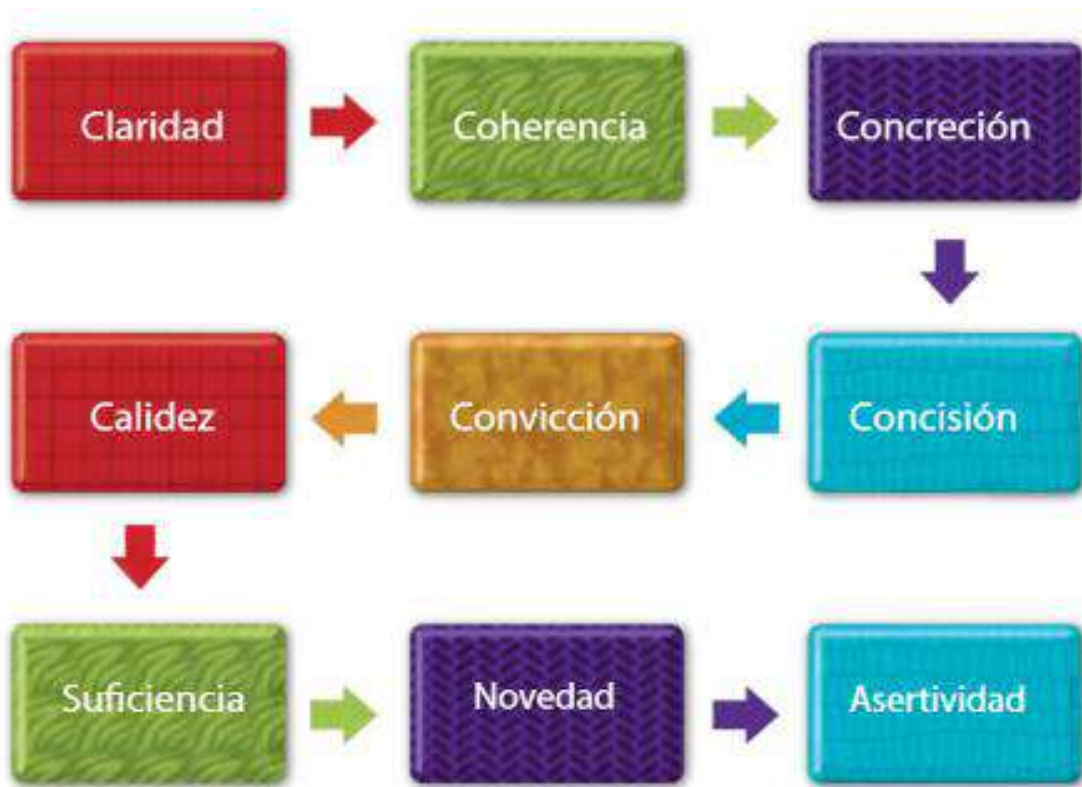 Claridad
Coherencia
Concreción
Concisión
Convicción
Calidez
Suficiencia
Novedad
Asertividad